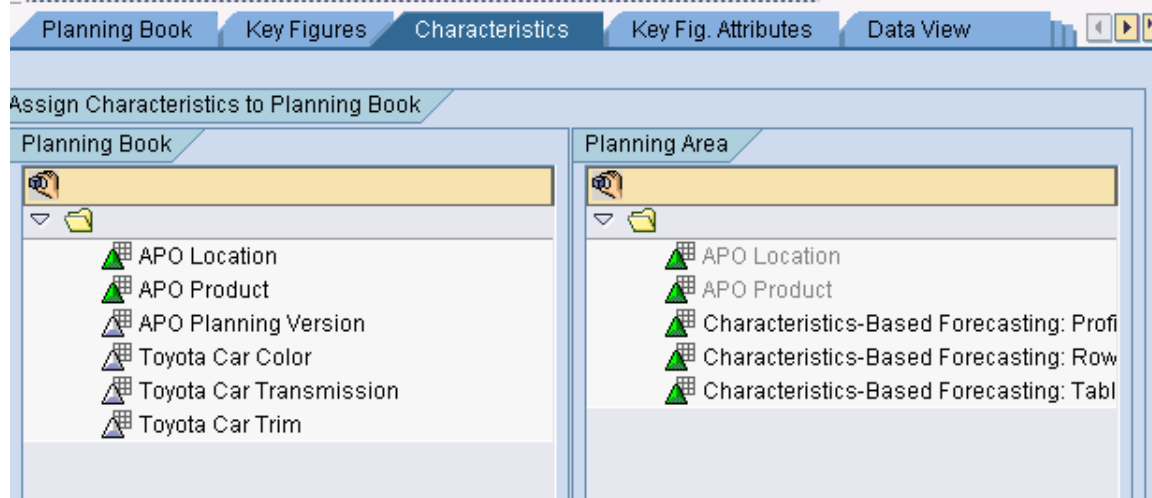 Planning Book
Key Figures
Characteristics
Key Fig. Attributes
Data View
Assign Characteristics to Planning Book
Planning Book
APO Location
APO Product
APO Planning Version
Toyota Car Color
Toyota Car Transmission
Toyota Car Trim
Planning Area
APO Location
APO Product
Characteristics-Based Forecasting: Profi
Characteristics-Based Forecasting: Row
Characteristics-Based Forecasting: Tabl